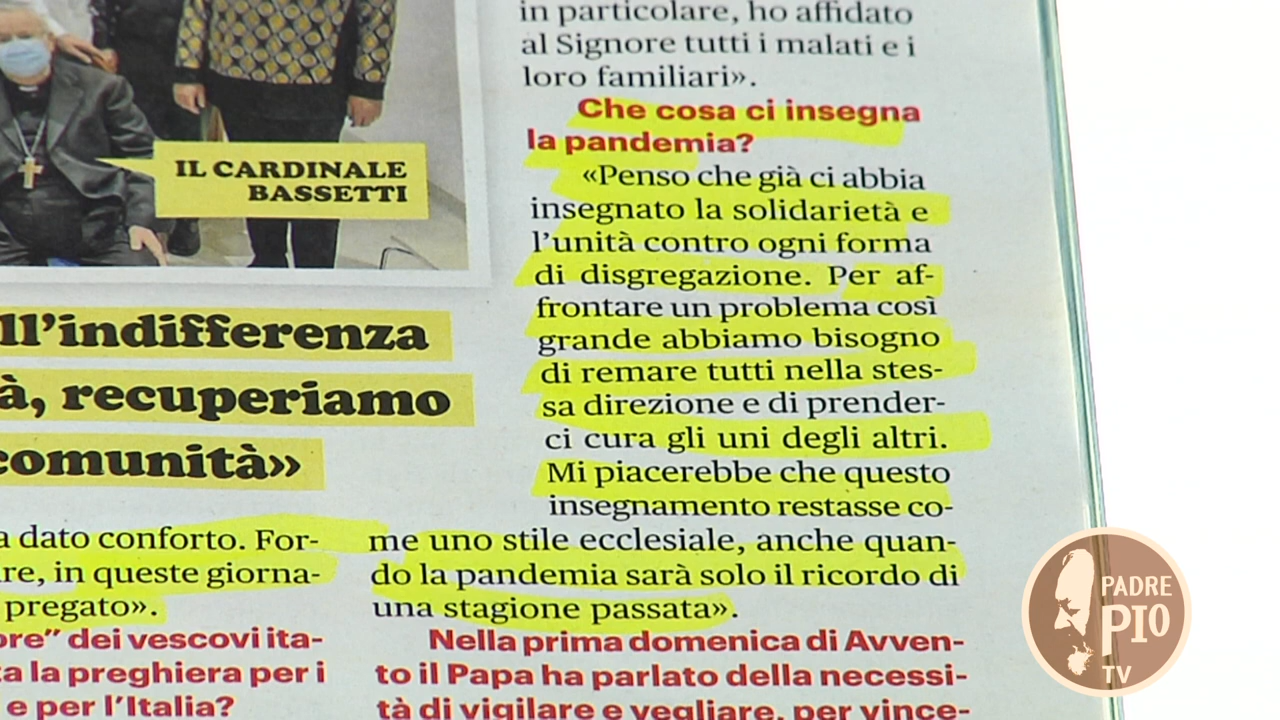 IL CARDINALE
BASSETTI
ll'indifferenza
à, recuperiamo
comunità»
a dato conforto. For-
re, in queste giorna-
pregato».
ore” dei vescovi ita-
ta la preghiera per i
e per l'Italia?
in particolare, ho affidato
al Signore tutti i malati e i
loro familiari».
Che cosa ci insegna
la pandemia?
«Penso che già ci abbia
insegnato la solidarietà e
l'unità contro ogni forma
di disgregazione. Per af-
frontare un problema così
grande abbiamo bisogno
di remare tutti nella stes-
sa direzione e di prender-
ci cura gli uni degli altri.
Mi piacerebbe che questo
insegnamento restasse co-
me uno stile ecclesiale, anche quan-
do la pandemia sarà solo il ricordo di
una stagione passata».
Nella prima domenica di Avven-
to il Papa ha parlato della necessi-
tà di vigilare e vegliare, per vince-
PADRE
PIO
TV